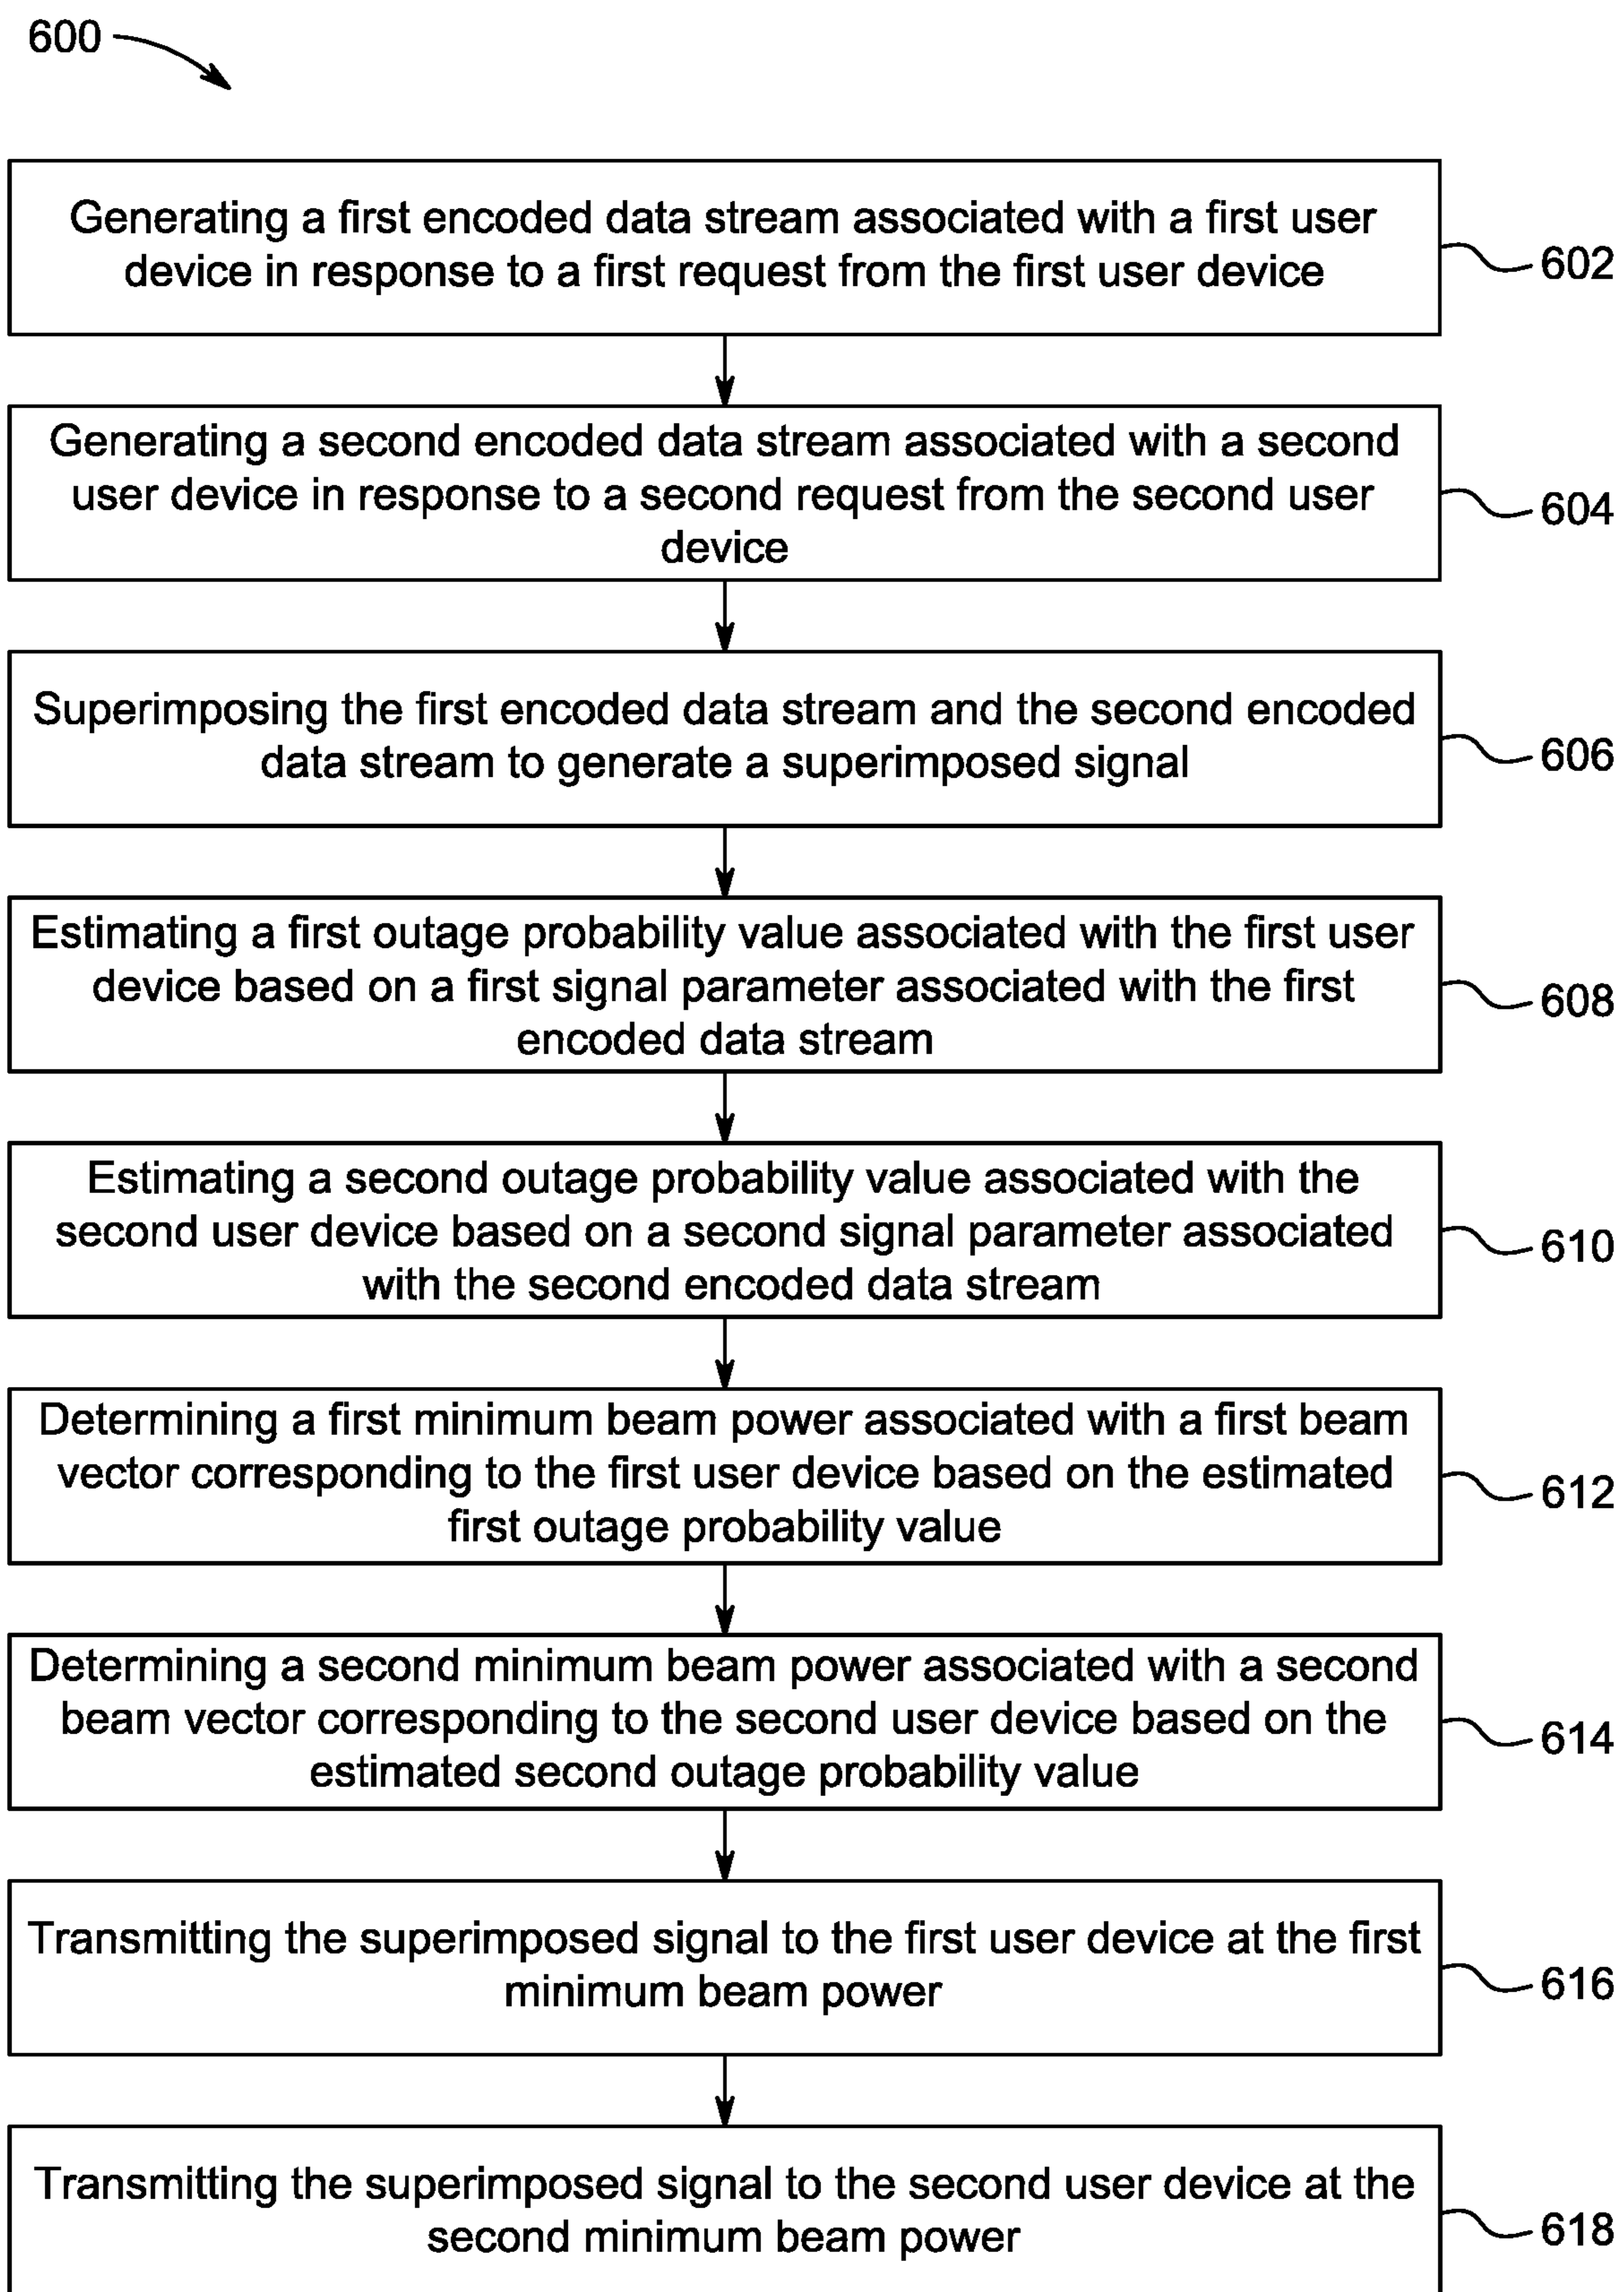 600
Generating a first encoded data stream associated with a first user
device in response to a first request from the first user device
602
Generating a second encoded data stream associated with a second
user device in response to a second request from the second user
device
604
Superimposing the first encoded data stream and the second encoded
data stream to generate a superimposed signal
606
Estimating a first outage probability value associated with the first user
device based on a first signal parameter associated with the first
encoded data stream
608
Estimating a second outage probability value associated with the
second user device based on a second signal parameter associated
with the second encoded data stream
610
Determining a first minimum beam power associated with a first beam
vector corresponding to the first user device based on the estimated
first outage probability value
612
Determining a second minimum beam power associated with a second
beam vector corresponding to the second user device based on the
estimated second outage probability value
614
Transmitting the superimposed signal to the first user device at the first
minimum beam power
616
Transmitting the superimposed signal to the second user device at the
second minimum beam power
618